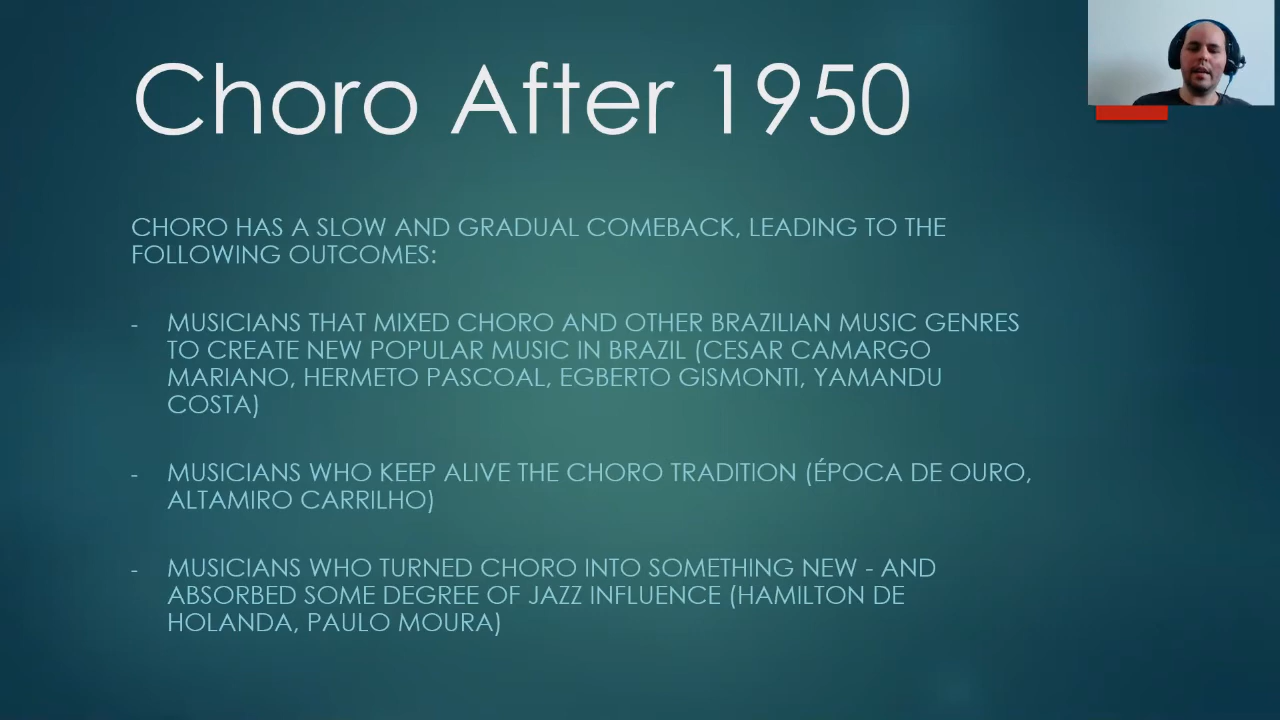 Choro After 1950
CHORO HAS A SLOW AND GRADUAL COMEBACK, LEADING TO THE
FOLLOWING OUTCOMES:
- MUSICIANS THAT MIXED CHORO AND OTHER BRAZILIAN MUSIC GENRES
TO CREATE NEW POPULAR MUSIC IN BRAZIL (CESAR CAMARGO
MARIANO, HERMETO PASCOAL, EGBERTO GISMONTI, YAMANDU
COSTA)
- MUSICIANS WHO KEEP ALIVE THE CHORO TRADITION (ÉPOCA DE OURO,
ALTAMIRO CARRILHO)
- MUSICIANS WHO TURNED CHORO INTO SOMETHING NEW - AND
ABSORBED SOME DEGREE OF JAZZ INFLUENCE (HAMILTON DE
HOLANDA, PAULO MOURA)